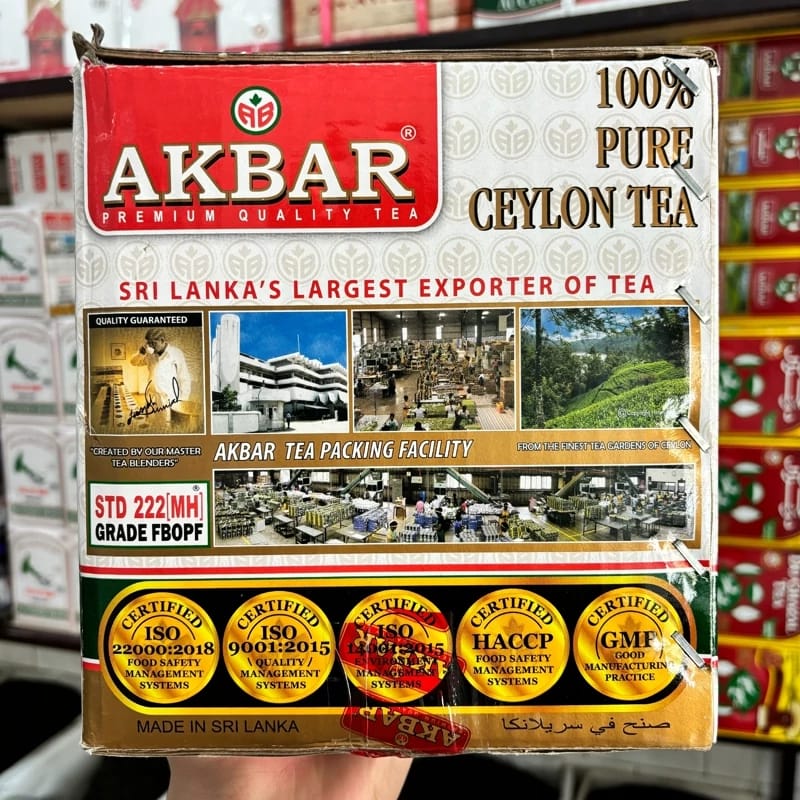 AB
AKBAR®
PREMIUM QUALITY TEA
100%
PURE
CEYLON TEA
SRI LANKA'S LARGEST EXPORTER OF TEA
QUALITY GUARANTEED
"CREATED BY OUR MASTER
TEA BLENDERS"
AKBAR TEA PACKING FACILITY
FROM THE FINEST TEA GARDENS OF CEYLON
STD 222[MH]®
GRADE FBOPF
CERTIFIED
ISO
22000:2018
FOOD SAFETY
MANAGEMENT
SYSTEMS
CERTIFIED
ISO
9001:2015
QUALITY /
MANAGEMENT
SYSTEMS
CERTIFIED
ISO
14001:2015
ENVIRONMENT
MANAGEMENT
SYSTEMS
CERTIFIED
HACCP
FOOD SAFETY
MANAGEMENT
SYSTEMS
CERTIFIED
GMP
GOOD
MANUFACTURING
PRACTICE
AKBAR
MADE IN SRI LANKA
صنح في سريلانكا